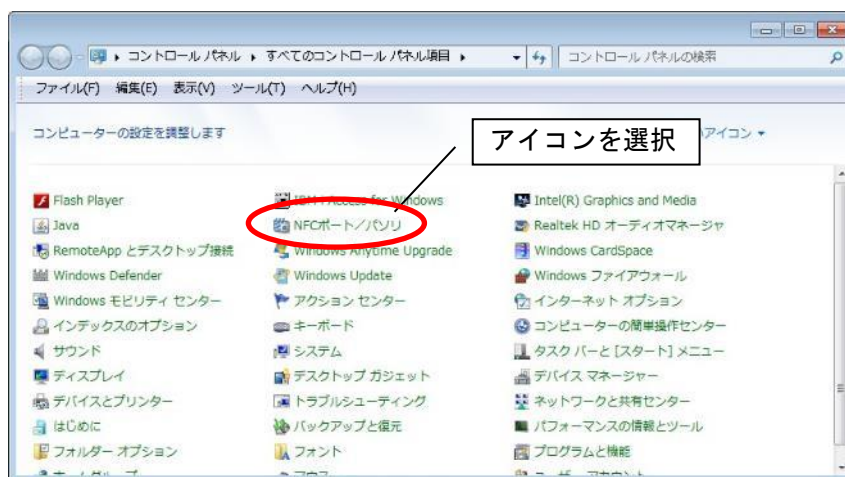 コントロール パネル ▸ すべてのコントロール パネル項目 ▸ コントロール パネルの検索
ファイル(F) 編集(E) 表示(V) ツール(T) ヘルプ(H)
コンピューターの設定を調整します
アイコンを選択
アイコン
Flash Player
for Windows
Intel(R) Graphics and Media
Java
NFCポート／パソリ
Realtek HD オーディオマネージャ
RemoteApp とデスクトップ接続
Windows Anytime Upgrade
Windows CardSpace
Windows Defender
Windows Update
Windows ファイアウォール
Windows モビリティ センター
アクション センター
インターネット オプション
インデックスのオプション
キーボード
コンピューターの簡単操作センター
サウンド
システム
タスク バーと [スタート] メニュー
ディスプレイ
デスクトップ ガジェット
デバイス マネージャー
デバイスとプリンター
トラブルシューティング
ネットワークと共有センター
はじめに
バックアップと復元
パフォーマンスの情報とツール
フォルダー オプション
フォント
プログラムと機能